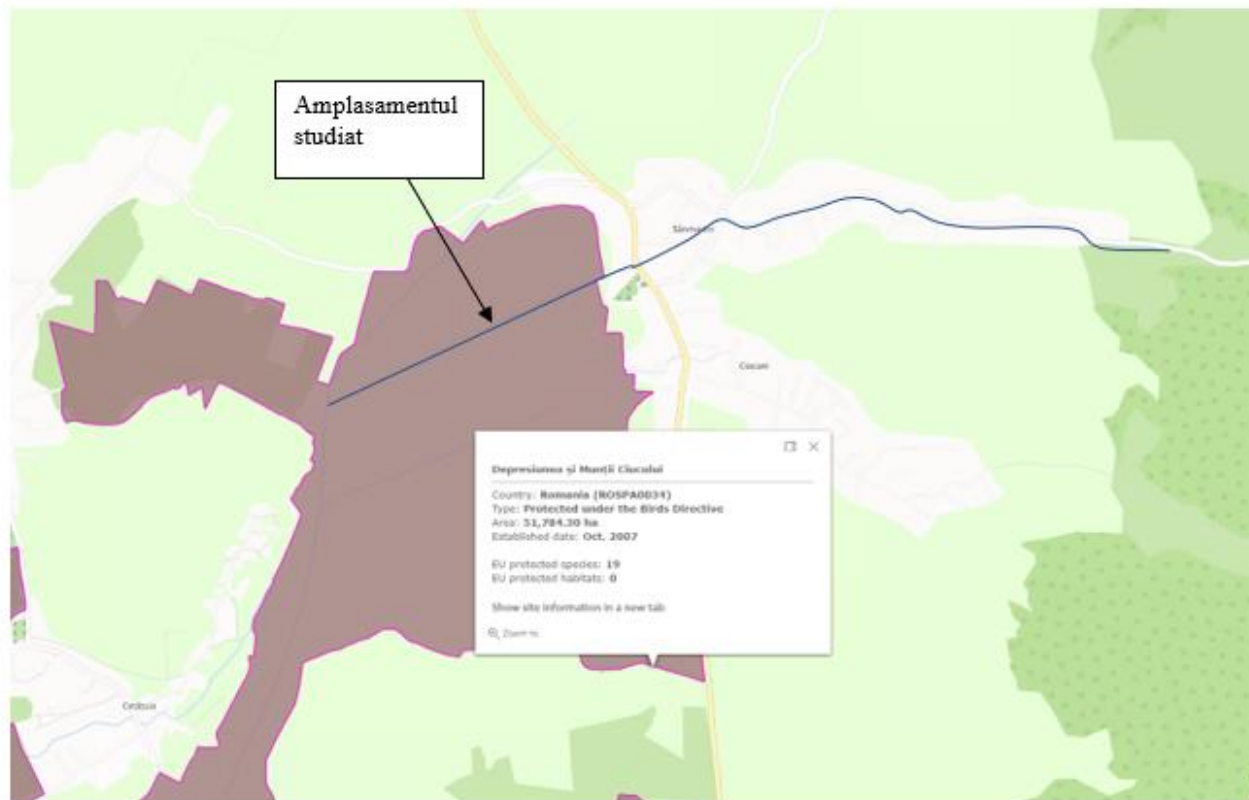 Amplasamentul
studiat
Ciucani
Depresiunea și Munții Ciucului
Country: Romania (ROSPA0034)
Type: Protected under the Birds Directive
Area: 51,784.30 ha
Established date: Oct, 2007
EU protected species: 19
EU protected habitats: 0
Show site information in a new tab
Zoom to